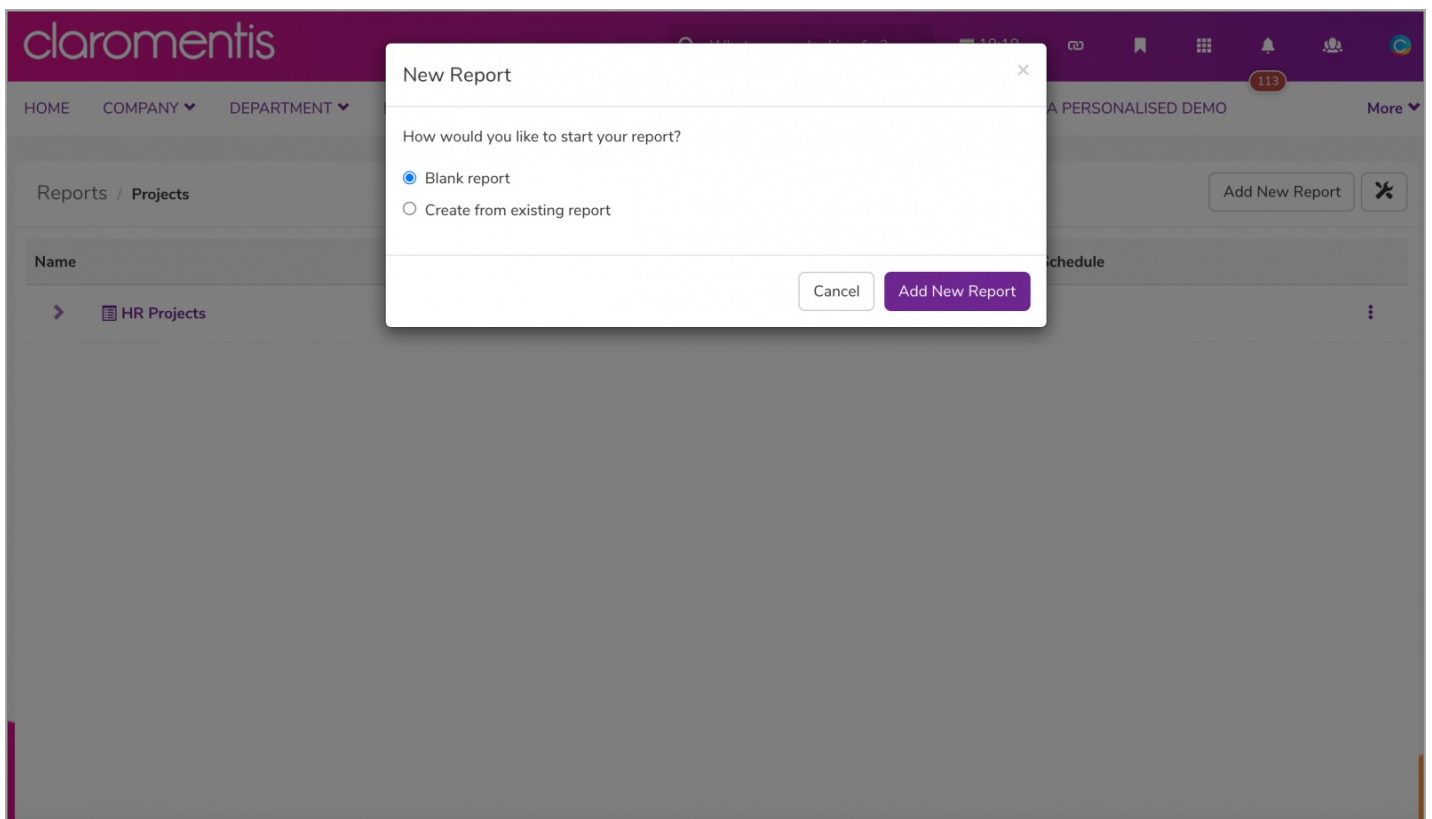 claromentis
113
HOME COMPANY DEPARTMENT A PERSONALISED DEMO More
New Report ×
How would you like to start your report?
Blank report
Create from existing report
Cancel Add New Report
Reports / Projects Add New Report
Name Schedule
HR Projects